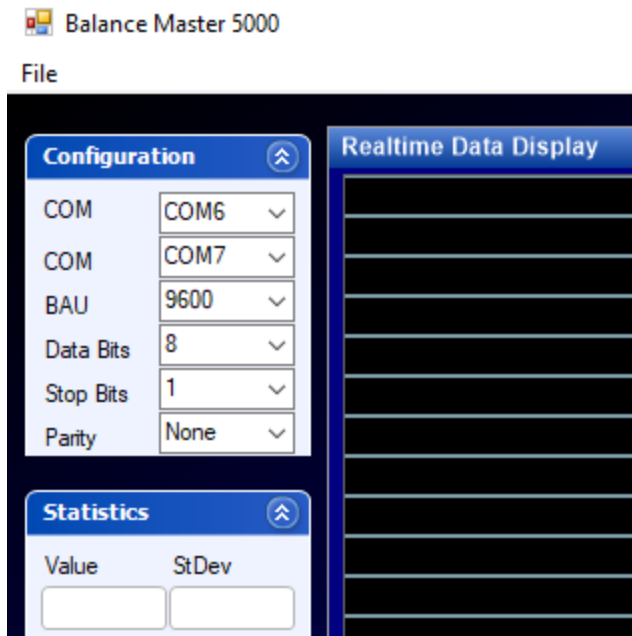 Balance Master 5000
File
Configuration
COM COM6
COM COM7
BAU 9600
Data Bits 8
Stop Bits 1
Parity None
Realtime Data Display
Statistics
Value StDev